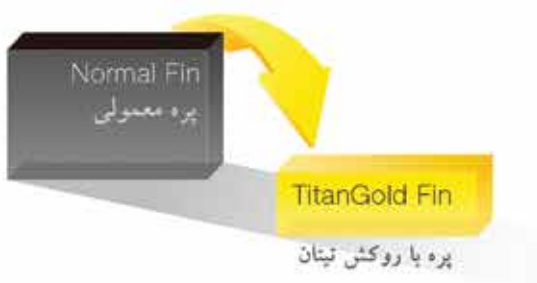 Normal Fin
پره معمولی
TitanGold Fin
پره با روکش تیتان